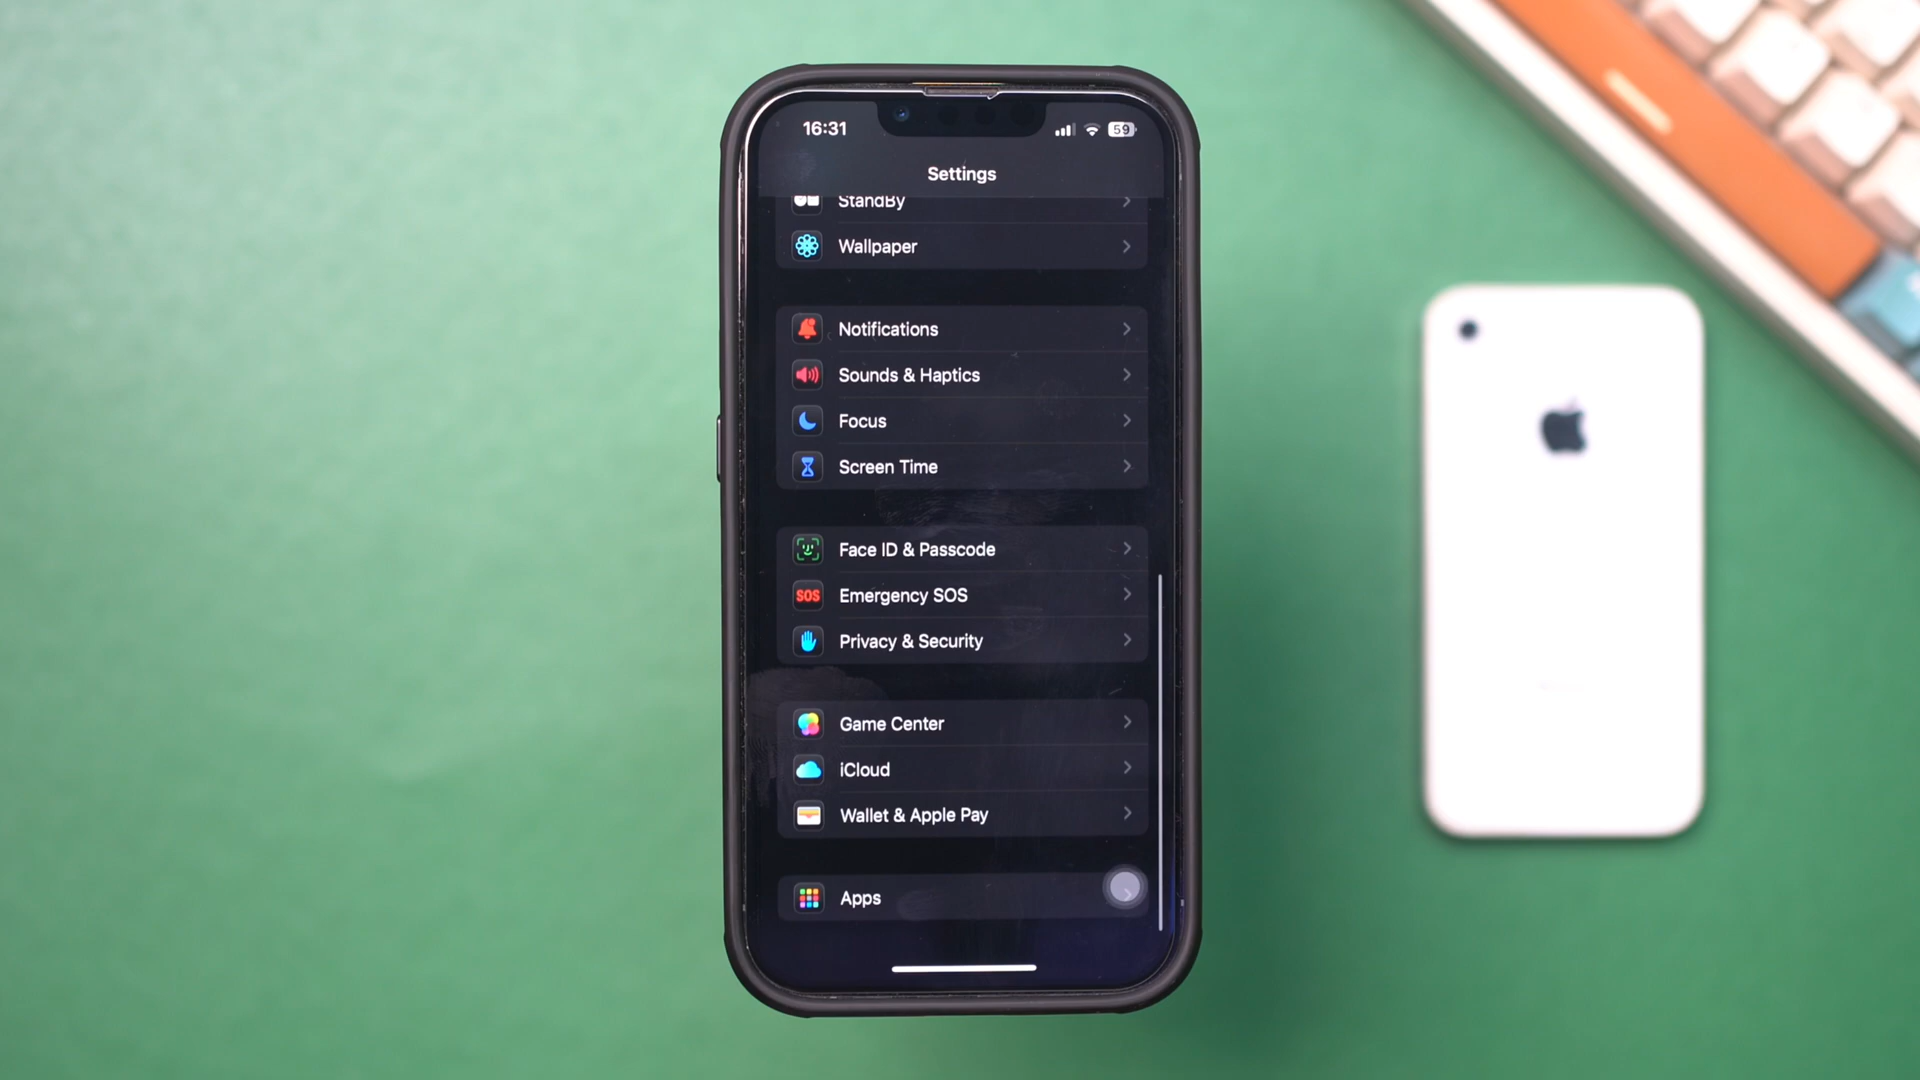 16:31
59
Settings
StandBy
Wallpaper
Notifications
Sounds & Haptics
Focus
Screen Time
Face ID & Passcode
SOS Emergency SOS
Privacy & Security
Game Center
iCloud
Wallet & Apple Pay
Apps